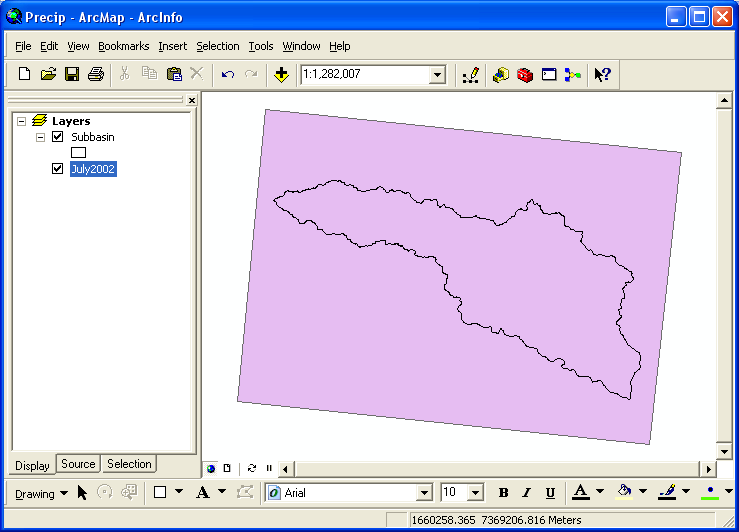 Precip - ArcMap - ArcInfo
File Edit View Bookmarks Insert Selection Tools Window Help
1:1,282,007
Layers
Subbasin
July2002
Display Source Selection
Drawing
Arial
10
B I U A
1660258.365 7369206.816 Meters